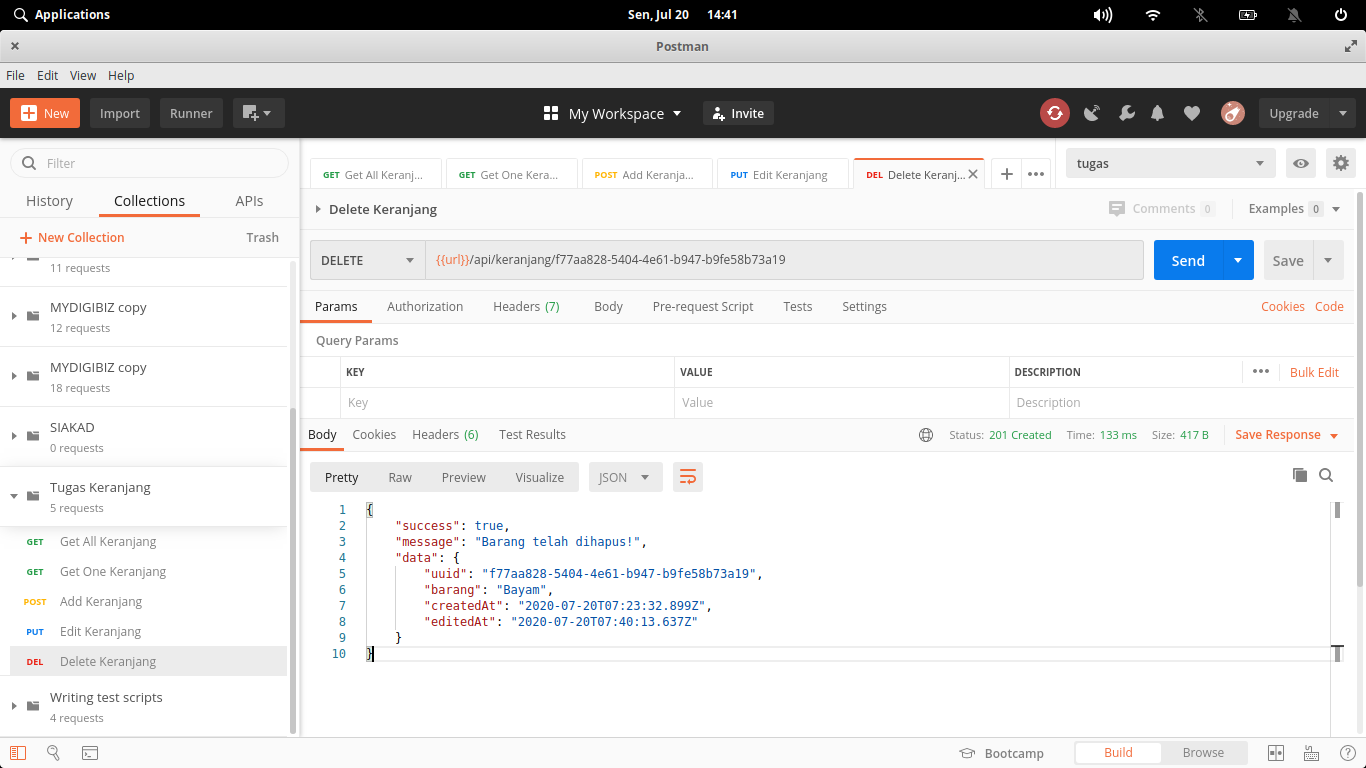 Applications
Sen, Jul 20 14:41
Postman
File Edit View Help
New Import Runner My Workspace Invite Upgrade
Filter
History Collections APIs
New Collection Trash
11 requests
MYDIGIBIZ copy
12 requests
MYDIGIBIZ copy
18 requests
SIAKAD
0 requests
Tugas Keranjang
5 requests
GET Get All Keranjang
GET Get One Keranjang
POST Add Keranjang
PUT Edit Keranjang
DEL Delete Keranjang
Writing test scripts
4 requests
GET Get All Keranj... GET Get One Kera... POST Add Keranja... PUT Edit Keranjang DEL Delete Keranj... tugas
Delete Keranjang Comments 0 Examples 0
DELETE {{url}}/api/keranjang/f77aa828-5404-4e61-b947-b9fe58b73a19 Send Save
Params Authorization Headers (7) Body Pre-request Script Tests Settings Cookies Code
Query Params
KEY VALUE DESCRIPTION Bulk Edit
Key Value Description
Body Cookies Headers (6) Test Results Status: 201 Created Time: 133 ms Size: 417 B Save Response
Pretty Raw Preview Visualize JSON
1 {
2 "success": true,
3 "message": "Barang telah dihapus!",
4 "data": {
5 "uuid": "f77aa828-5404-4e61-b947-b9fe58b73a19",
6 "barang": "Bayam",
7 "createdAt": "2020-07-20T07:23:32.899Z",
8 "editedAt": "2020-07-20T07:40:13.637Z"
9 }
10 }
Bootcamp Build Browse